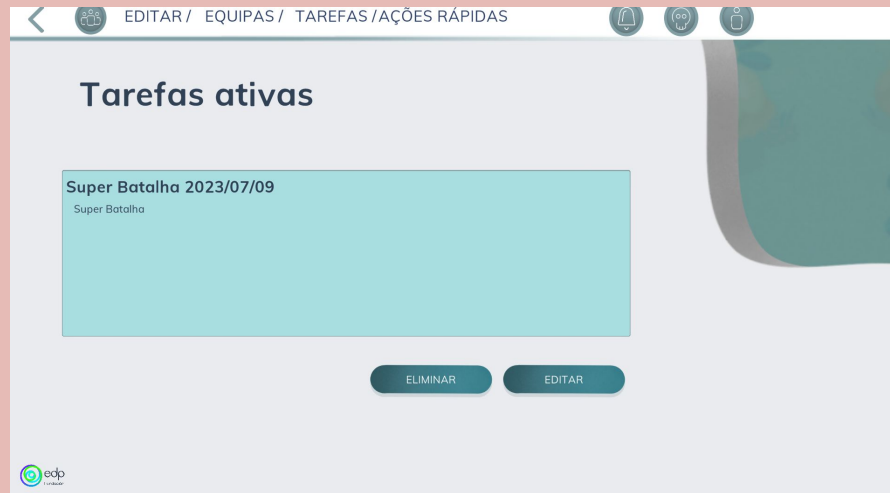 EDITAR / EQUIPAS / TAREFAS / AÇÕES RÁPIDAS
Tarefas ativas
Super Batalha 2023/07/09
Super Batalha
ELIMINAR EDITAR
edp